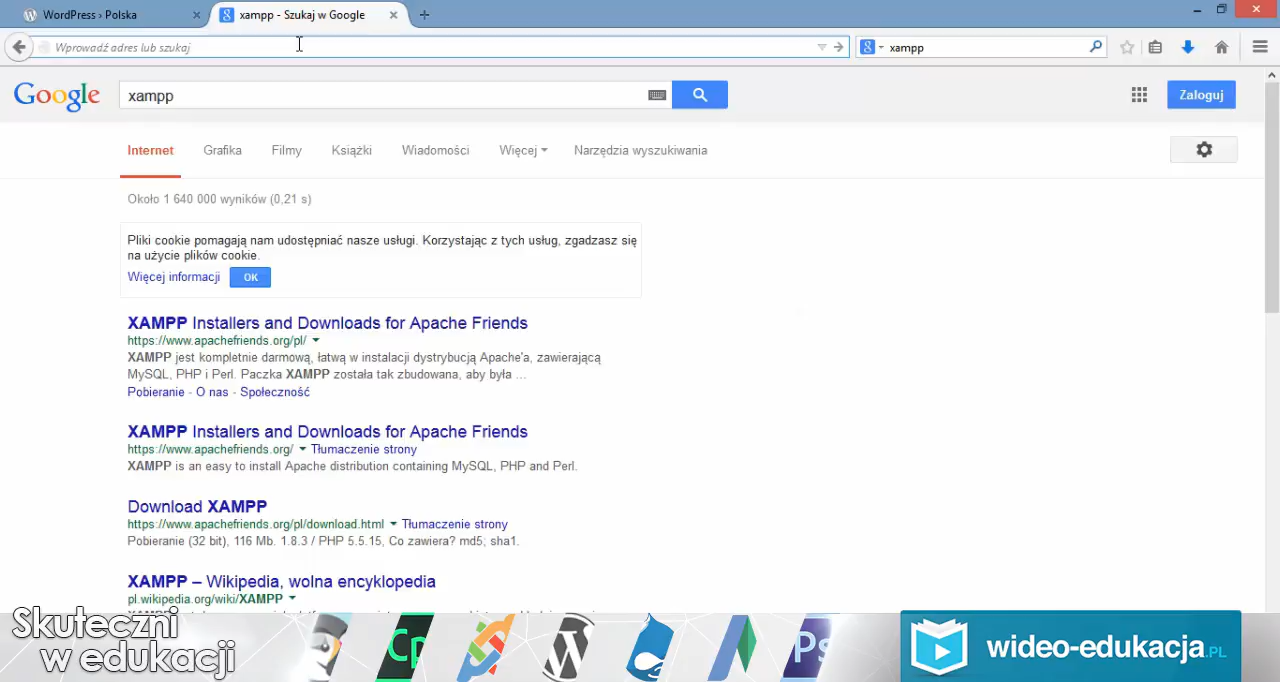 WordPress › Polska
xampp - Szukaj w Google
Wprowadź adres lub szukaj
xampp
Google
xampp
Zaloguj
Internet
Grafika
Filmy
Książki
Wiadomości
Więcej
Narzędzia wyszukiwania
Około 1 640 000 wyników (0,21 s)
Pliki cookie pomagają nam udostępniać nasze usługi. Korzystając z tych usług, zgadzasz się
na użycie plików cookie.
Więcej informacji
OK
XAMPP Installers and Downloads for Apache Friends
https://www.apachefriends.org/pl/
XAMPP jest kompletnie darmową, łatwą w instalacji dystrybucją Apache'a, zawierającą
MySQL, PHP i Perl. Paczka XAMPP została tak zbudowana, aby była ...
Pobieranie - O nas - Społeczność
XAMPP Installers and Downloads for Apache Friends
https://www.apachefriends.org/ Tłumaczenie strony
XAMPP is an easy to install Apache distribution containing MySQL, PHP and Perl.
Download XAMPP
https://www.apachefriends.org/pl/download.html Tłumaczenie strony
Pobieranie (32 bit), 116 Mb. 1.8.3 / PHP 5.5.15, Co zawiera? md5; sha1.
XAMPP – Wikipedia, wolna encyklopedia
pl.wikipedia.org/wiki/XAMPP
Skuteczni
w edukacji
Cp
Ps
wideo-edukacja.PL